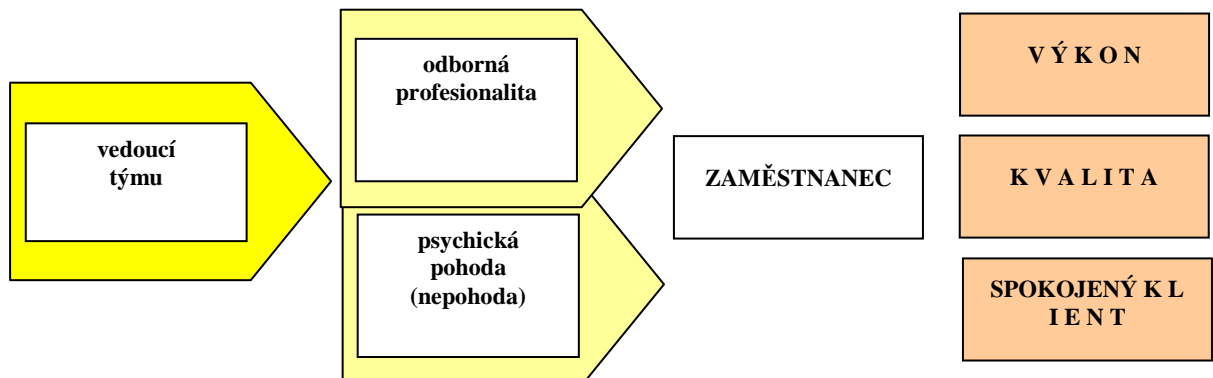 vedoucí
týmu
odborná
profesionalita
psychická
pohoda
(nepohoda)
ZAMĚSTNANEC
V Ý K O N
K V A L I T A
SPOKOJENÝ K L
I E N T